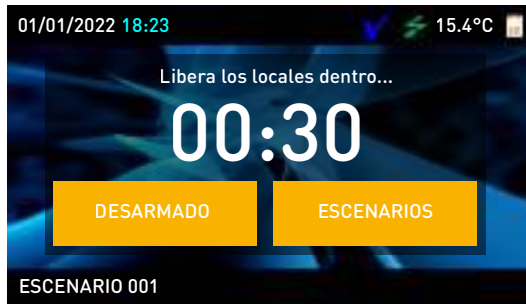 01/01/2022 18:23 15.4°C
Libera los locales dentro...
00:30
DESARMADO ESCENARIOS
ESCENARIO 001